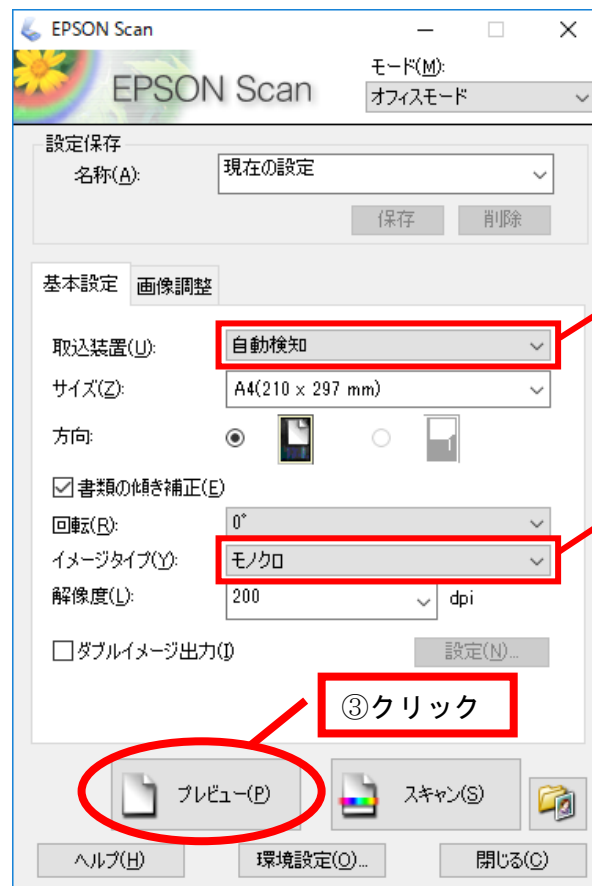 EPSON Scan
EPSON Scan
モード(M):
オフィスモード
設定保存
名称(A):
現在の設定
保存
削除
基本設定
画像調整
取込装置(U):
自動検知
サイズ(Z):
A4(210 x 297 mm)
方向:
書類の傾き補正(E)
回転(R):
0°
イメージタイプ(Y):
モノクロ
解像度(L):
200
dpi
ダブルイメージ出力(I)
設定(N)...
③クリック
プレビュー(P)
スキャン(S)
ヘルプ(H)
環境設定(O)...
閉じる(C)